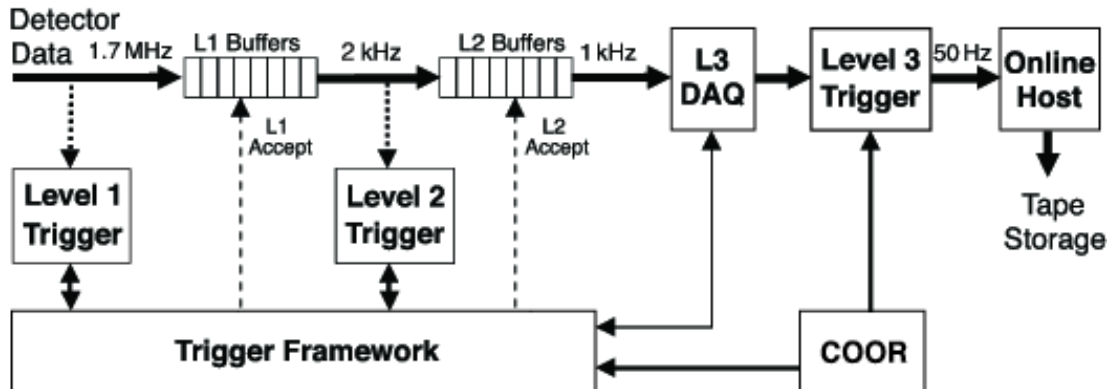 Detector
Data
1.7 MHz
L1 Buffers
2 kHz
L2 Buffers
1 kHz
L3
DAQ
Level 3
Trigger
50 Hz
Online
Host
L1
Accept
L2
Accept
Level 1
Trigger
Level 2
Trigger
Tape
Storage
Trigger Framework
COOR